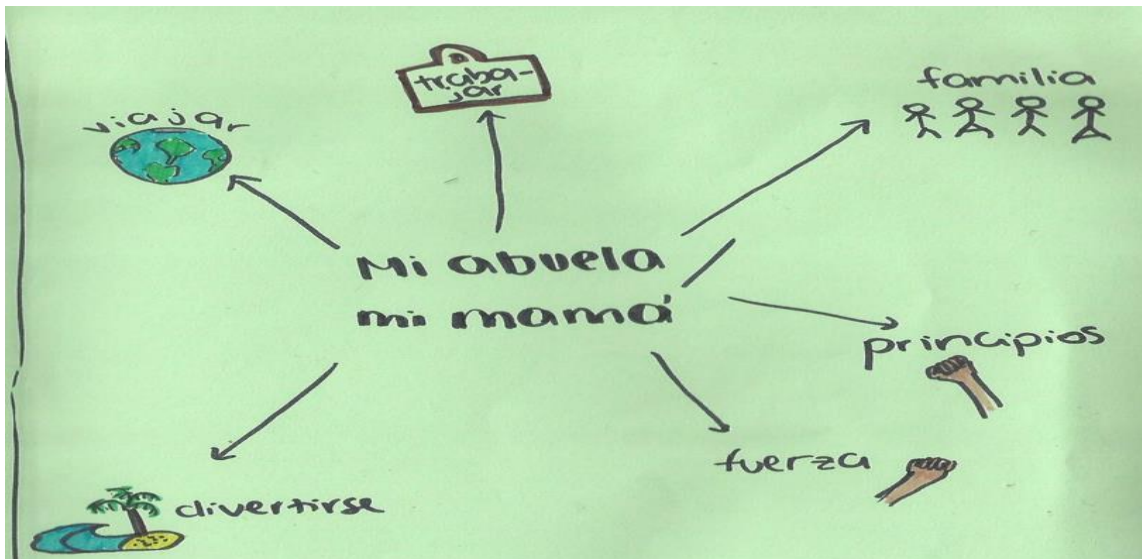 traba-
jar
familia
viajar
Mi abuela
mi mamá
principios
fuerza
divertirse